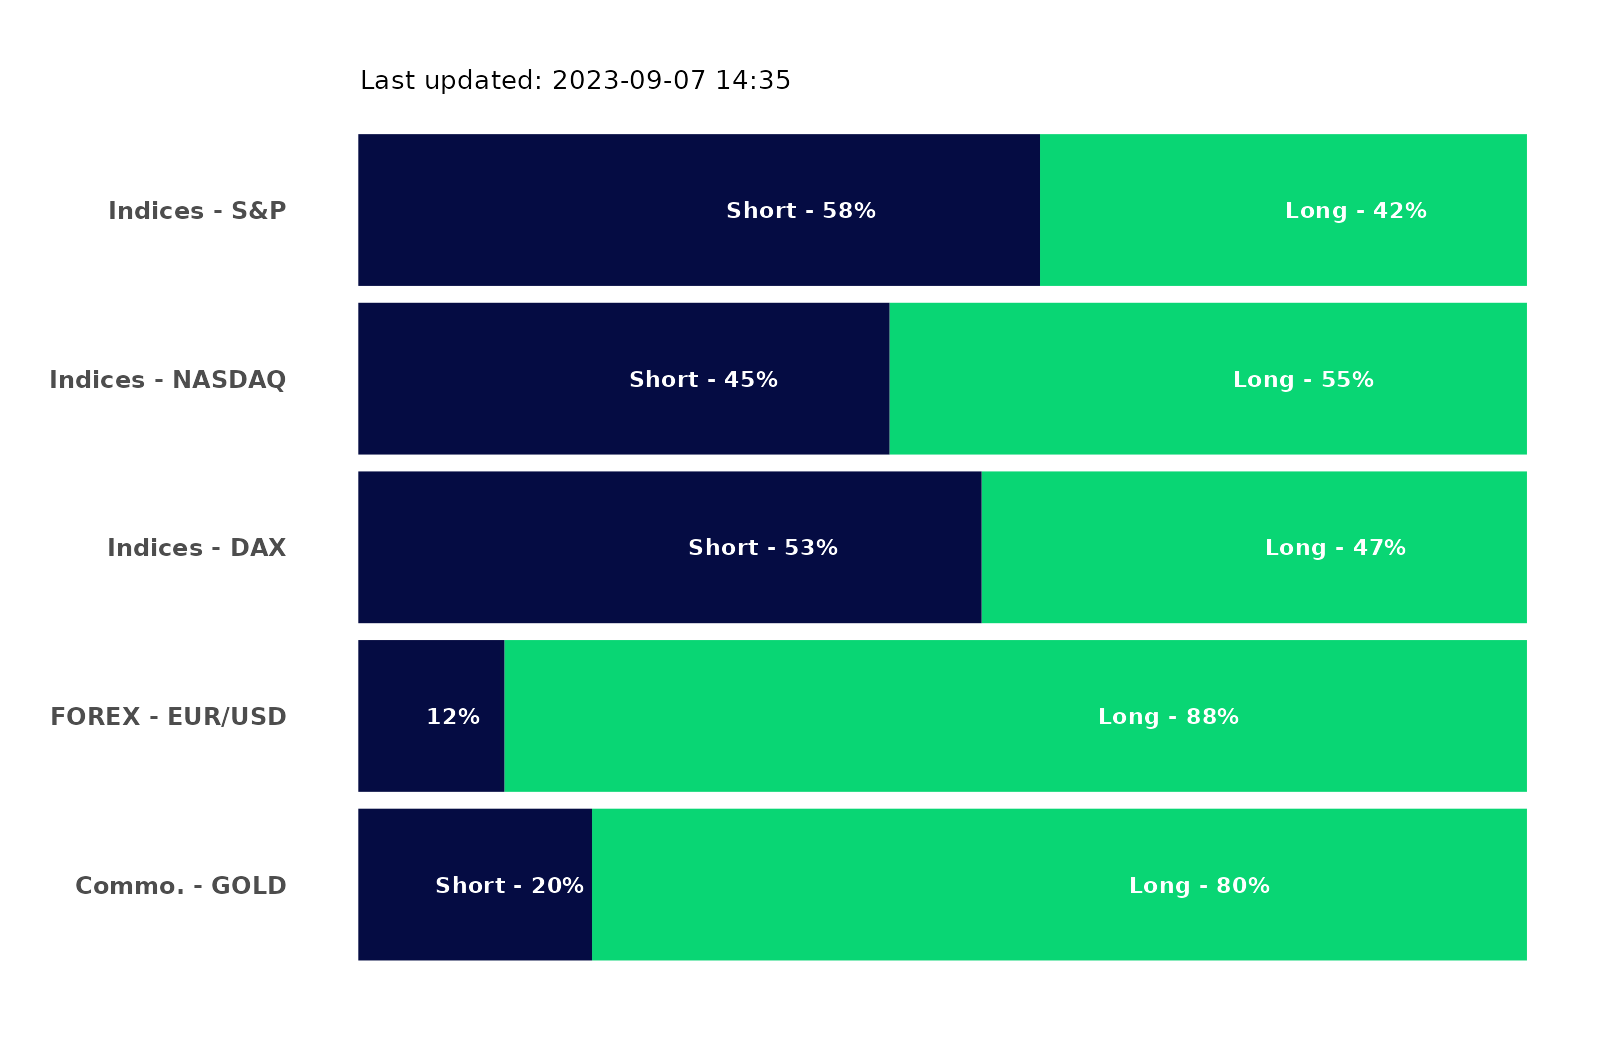 Last updated: 2023-09-07 14:35
Indices - S&P Short - 58% Long - 42%
Indices - NASDAQ Short - 45% Long - 55%
Indices - DAX Short - 53% Long - 47%
FOREX - EUR/USD 12% Long - 88%
Commo. - GOLD Short - 20% Long - 80%